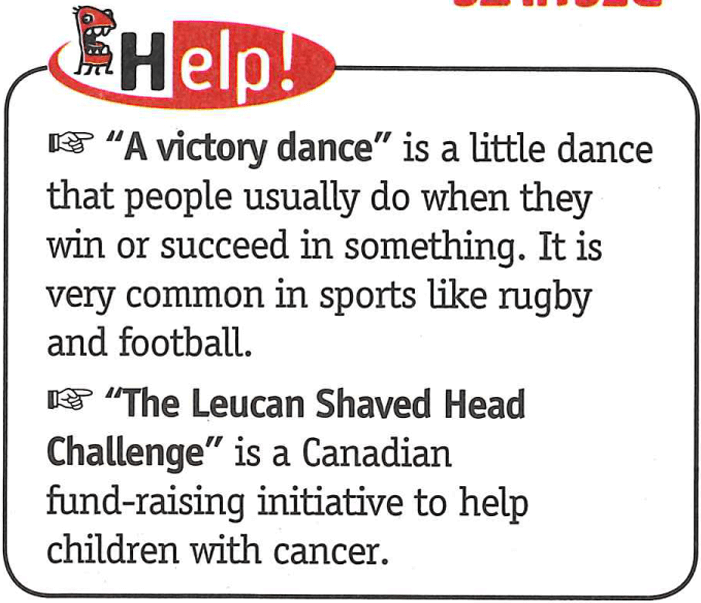 Help!
☞ “A victory dance” is a little dance
that people usually do when they
win or succeed in something. It is
very common in sports like rugby
and football.
☞ “The Leucan Shaved Head
Challenge” is a Canadian
fund-raising initiative to help
children with cancer.